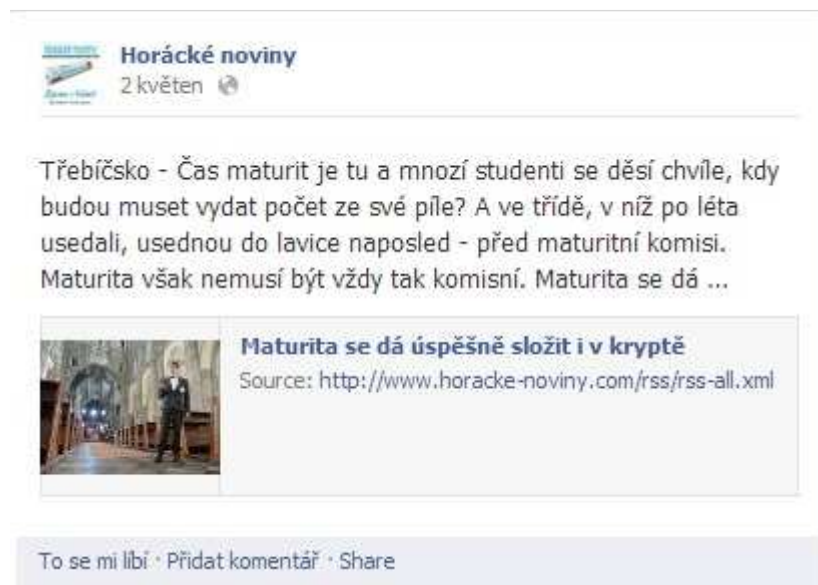 Horácké noviny
2 květen
Třebíčsko - Čas maturit je tu a mnozí studenti se děsí chvíle, kdy
budou muset vydat počet ze své píle? A ve třídě, v níž po léta
usedali, usednou do lavice naposled - před maturitní komisi.
Maturita však nemusí být vždy tak komisní. Maturita se dá ...
Maturita se dá úspěšně složit i v kryptě
Source: http://www.horacke-noviny.com/rss/rss-all.xml
To se mi líbí · Přidat komentář · Share